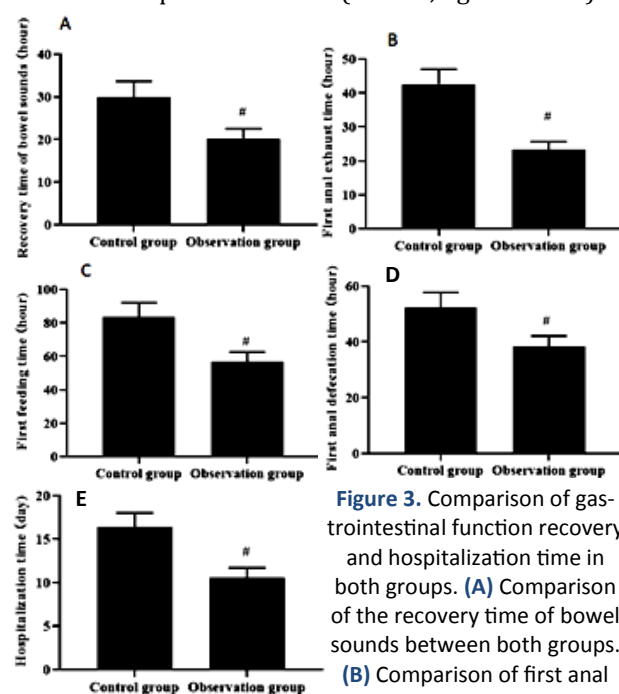 A
Recovery time of bowel sounds (hour)
40
30
20
10
0
#
Control group Observation group
B
First anal exhaust time (hour)
50
40
30
20
10
0
#
Control group Observation group
C
First feeding time (hour)
100
80
60
40
20
0
#
Control group Observation group
D
First anal defecation time (hour)
60
40
20
0
#
Control group Observation group
E
Hospitalization time (day)
20
15
10
5
0
#
Control group Observation group
Figure 3. Comparison of gas-
trointestinal function recovery
and hospitalization time in
both groups. (A) Comparison
of the recovery time of bowel
sounds between both groups.
(B) Comparison of first anal